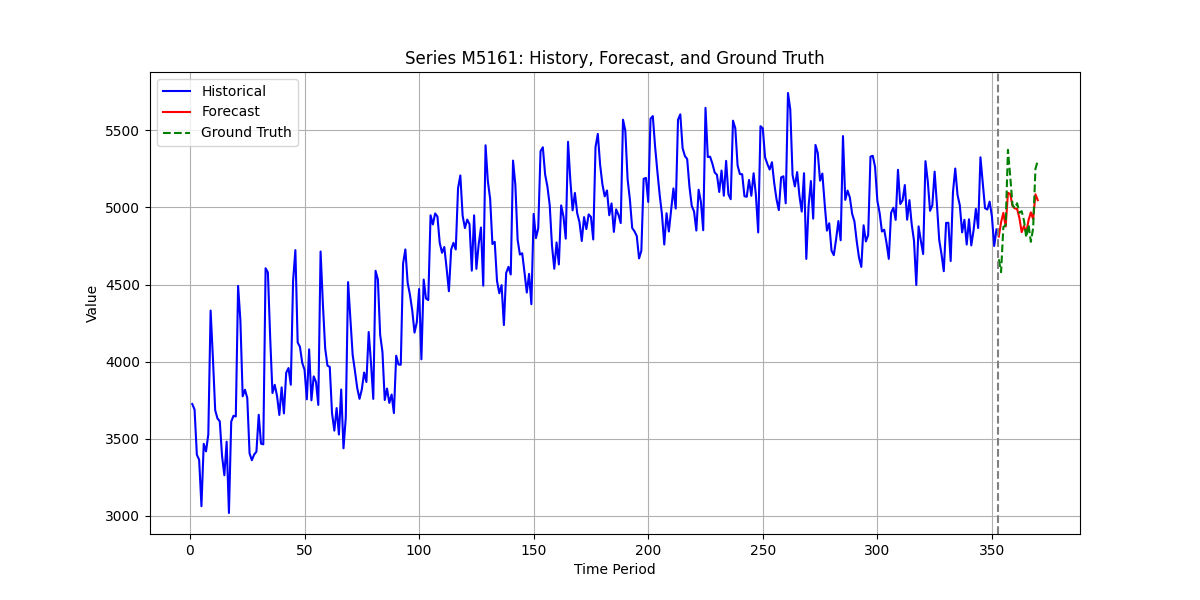 Series M5161: History, Forecast, and Ground Truth
Historical
Forecast
Ground Truth
Value
5500
5000
4500
4000
3500
3000
0 50 100 150 200 250 300 350
Time Period